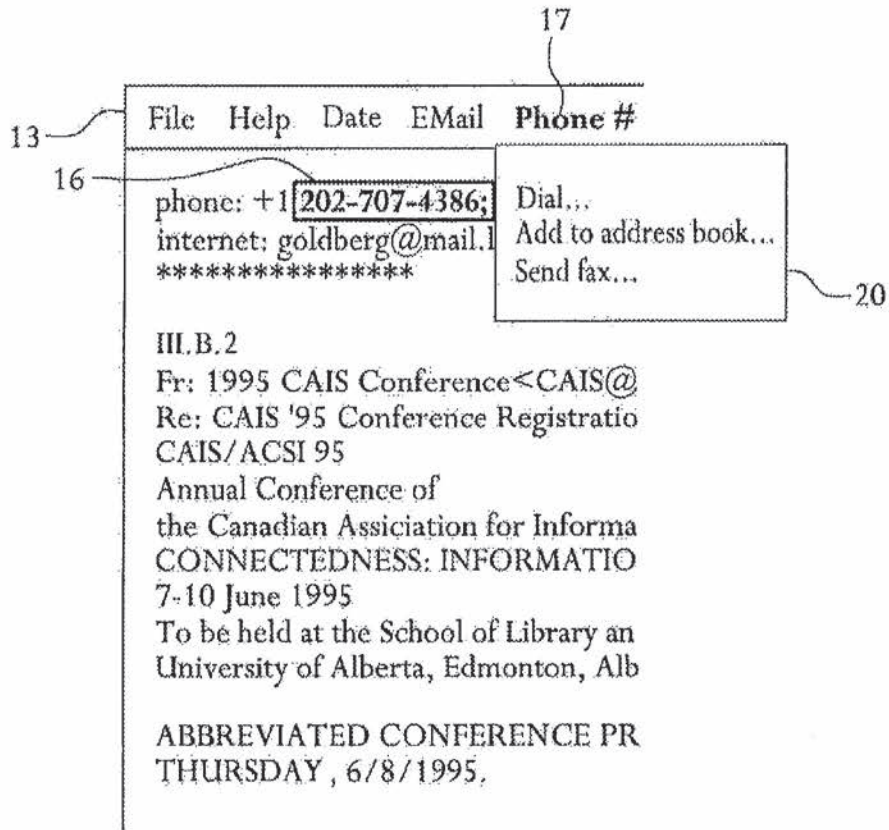 17
13
File Help Date EMail Phone #
16
phone: +1 202-707-4386;
Dial...
internet: goldberg@mail.l
Add to address book...
****************
Send fax...
20
III.B.2
Fr: 1995 CAIS Conference<CAIS@
Re: CAIS '95 Conference Registratio
CAIS/ACSI 95
Annual Conference of
the Canadian Assiciation for Informa
CONNECTEDNESS: INFORMATIO
7-10 June 1995
To be held at the School of Library an
University of Alberta, Edmonton, Alb
ABBREVIATED CONFERENCE PR
THURSDAY, 6/8/1995.